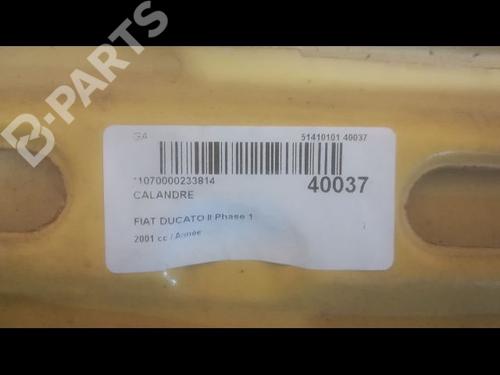 B-PARTS
GA 51410101 40037
*1070000233814 40037
CALANDRE
FIAT DUCATO II Phase 1
2001 cc / Année